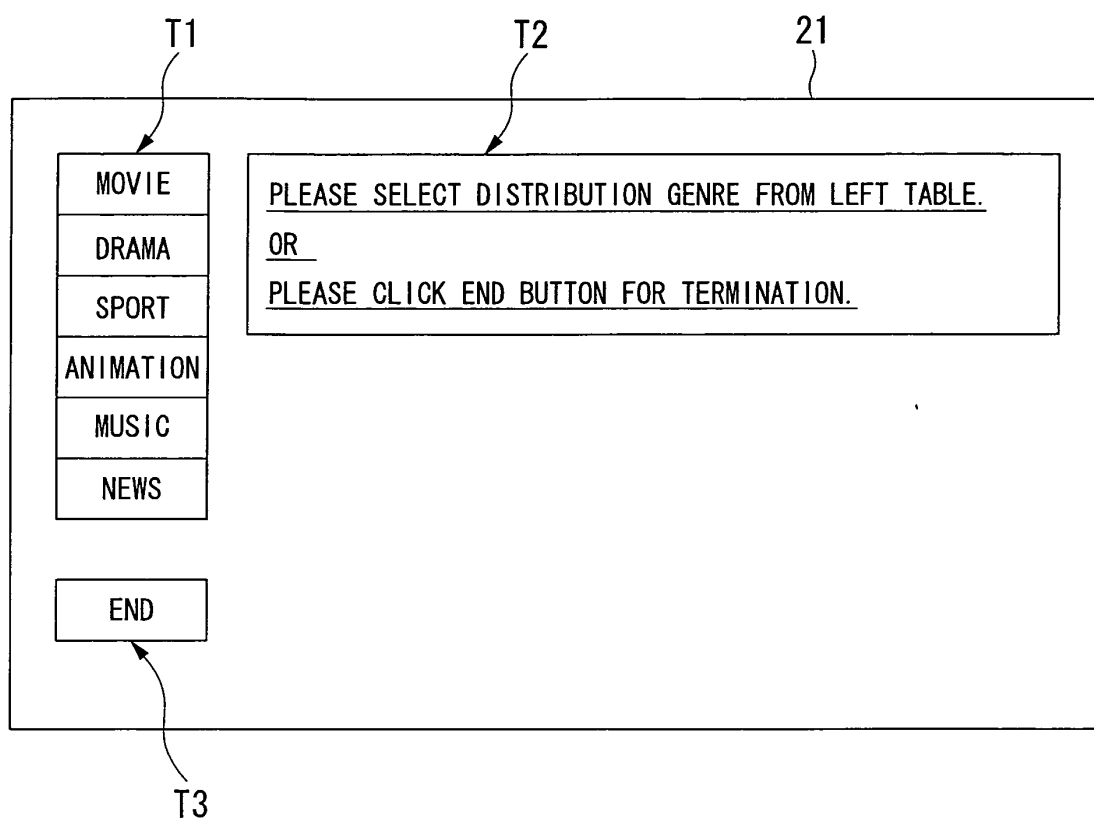 T1 T2 21
MOVIE
DRAMA
SPORT
ANIMATION
MUSIC
NEWS
PLEASE SELECT DISTRIBUTION GENRE FROM LEFT TABLE.
OR
PLEASE CLICK END BUTTON FOR TERMINATION.
END
T3